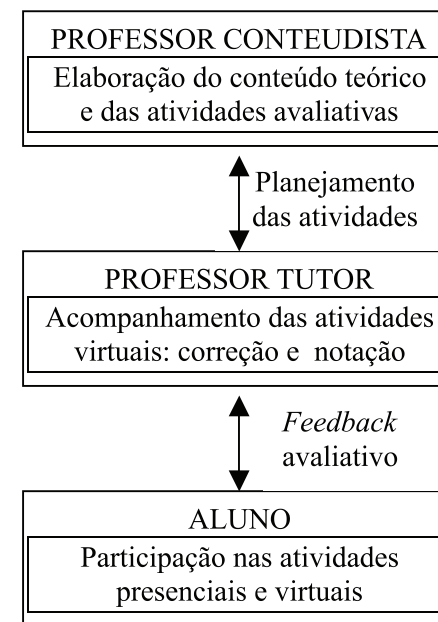 PROFESSOR CONTEUDISTA
Elaboração do conteúdo teórico
e das atividades avaliativas
Planejamento
das atividades
PROFESSOR TUTOR
Acompanhamento das atividades
virtuais: correção e notação
Feedback
avaliativo
ALUNO
Participação nas atividades
presenciais e virtuais